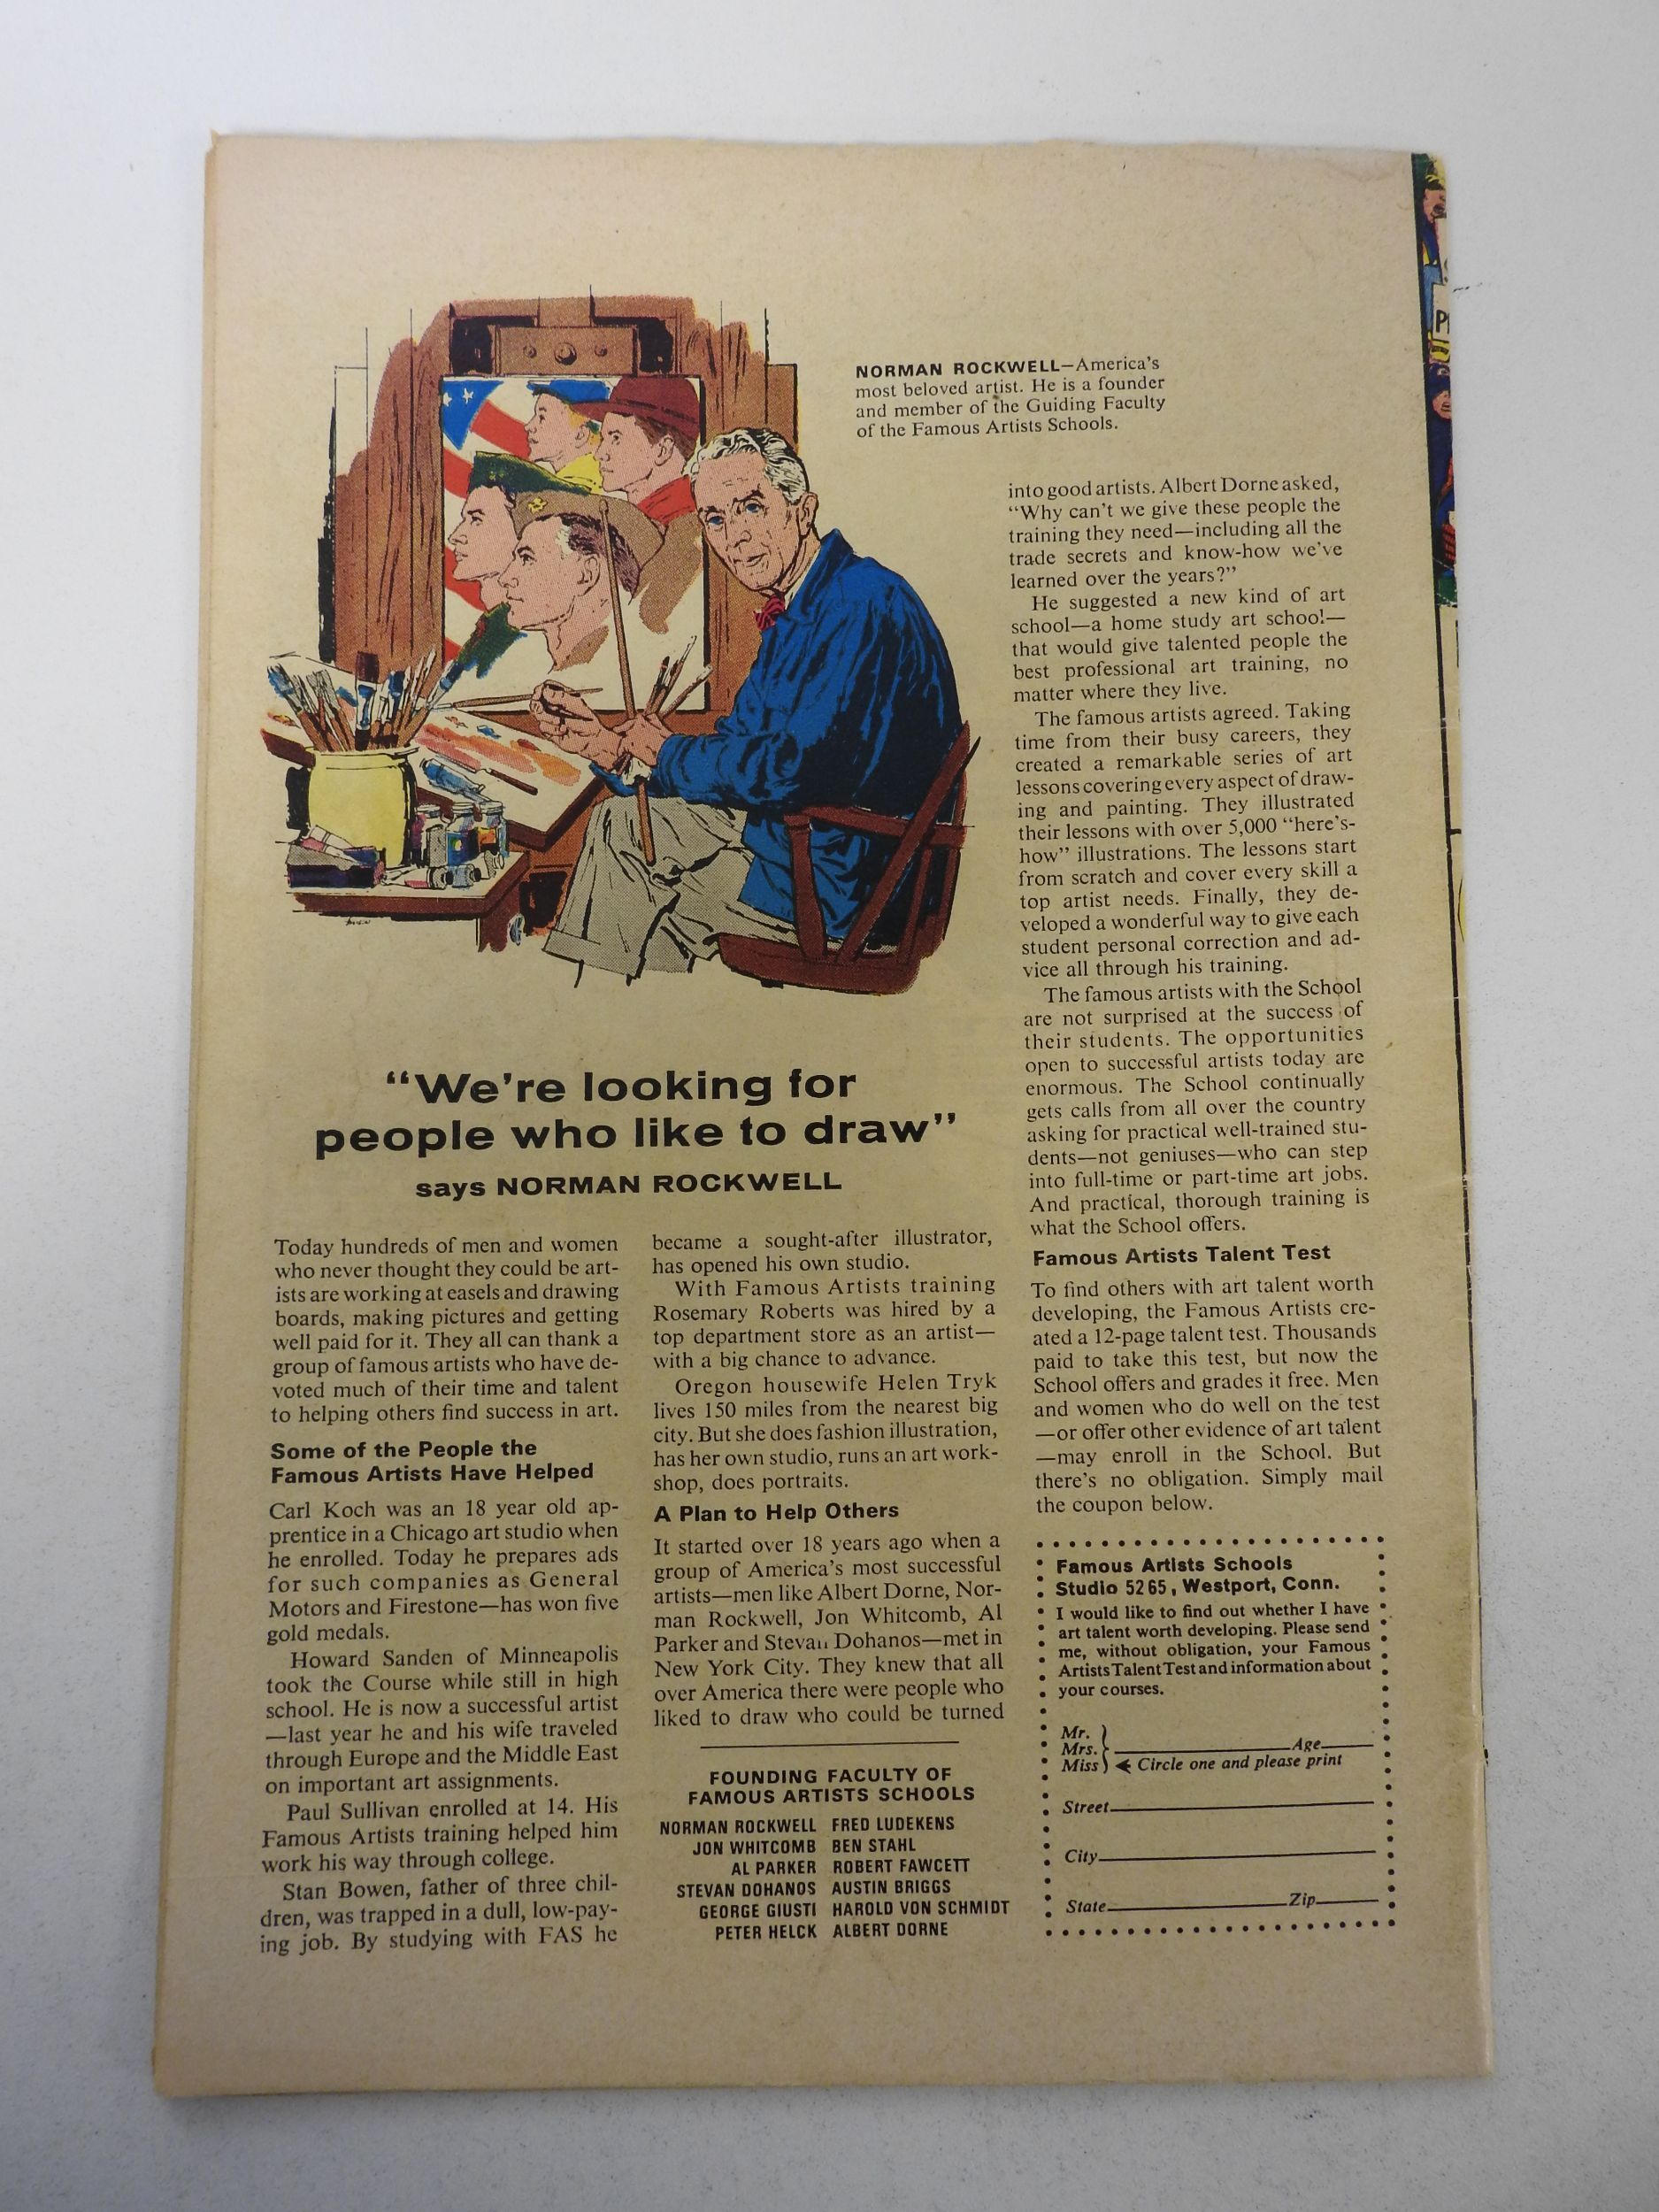 NORMAN ROCKWELL—America's
most beloved artist. He is a founder
and member of the Guiding Faculty
of the Famous Artists Schools.
"We're looking for
people who like to draw"
says NORMAN ROCKWELL
Today hundreds of men and women
who never thought they could be art-
ists are working at easels and drawing
boards, making pictures and getting
well paid for it. They all can thank a
group of famous artists who have de-
voted much of their time and talent
to helping others find success in art.
Some of the People the
Famous Artists Have Helped
Carl Koch was an 18 year old ap-
prentice in a Chicago art studio when
he enrolled. Today he prepares ads
for such companies as General
Motors and Firestone—has won five
gold medals.
Howard Sanden of Minneapolis
took the Course while still in high
school. He is now a successful artist
—last year he and his wife traveled
through Europe and the Middle East
on important art assignments.
Paul Sullivan enrolled at 14. His
Famous Artists training helped him
work his way through college.
Stan Bowen, father of three chil-
dren, was trapped in a dull, low-pay-
ing job. By studying with FAS he
became a sought-after illustrator,
has opened his own studio.
With Famous Artists training
Rosemary Roberts was hired by a
top department store as an artist—
with a big chance to advance.
Oregon housewife Helen Tryk
lives 150 miles from the nearest big
city. But she does fashion illustration,
has her own studio, runs an art work-
shop, does portraits.
A Plan to Help Others
It started over 18 years ago when a
group of America's most successful
artists—men like Albert Dorne, Nor-
man Rockwell, Jon Whitcomb, Al
Parker and Stevan Dohanos—met in
New York City. They knew that all
over America there were people who
liked to draw who could be turned
FOUNDING FACULTY OF
FAMOUS ARTISTS SCHOOLS
NORMAN ROCKWELL FRED LUDEKENS
JON WHITCOMB BEN STAHL
AL PARKER ROBERT FAWCETT
STEVAN DOHANOS AUSTIN BRIGGS
GEORGE GIUSTI HAROLD VON SCHMIDT
PETER HELCK ALBERT DORNE
into good artists. Albert Dorne asked,
"Why can't we give these people the
training they need—including all the
trade secrets and know-how we've
learned over the years?"
He suggested a new kind of art
school—a home study art school—
that would give talented people the
best professional art training, no
matter where they live.
The famous artists agreed. Taking
time from their busy careers, they
created a remarkable series of art
lessons covering every aspect of draw-
ing and painting. They illustrated
their lessons with over 5,000 "here's-
how" illustrations. The lessons start
from scratch and cover every skill a
top artist needs. Finally, they de-
veloped a wonderful way to give each
student personal correction and ad-
vice all through his training.
The famous artists with the School
are not surprised at the success of
their students. The opportunities
open to successful artists today are
enormous. The School continually
gets calls from all over the country
asking for practical well-trained stu-
dents—not geniuses—who can step
into full-time or part-time art jobs.
And practical, thorough training is
what the School offers.
Famous Artists Talent Test
To find others with art talent worth
developing, the Famous Artists cre-
ated a 12-page talent test. Thousands
paid to take this test, but now the
School offers and grades it free. Men
and women who do well on the test
—or offer other evidence of art talent
—may enroll in the School. But
there's no obligation. Simply mail
the coupon below.
Famous Artists Schools
Studio 5265, Westport, Conn.
I would like to find out whether I have
art talent worth developing. Please send
me, without obligation, your Famous
Artists Talent Test and information about
your courses.
Mr.
Mrs. Age
Miss Circle one and please print
Street
City
State Zip